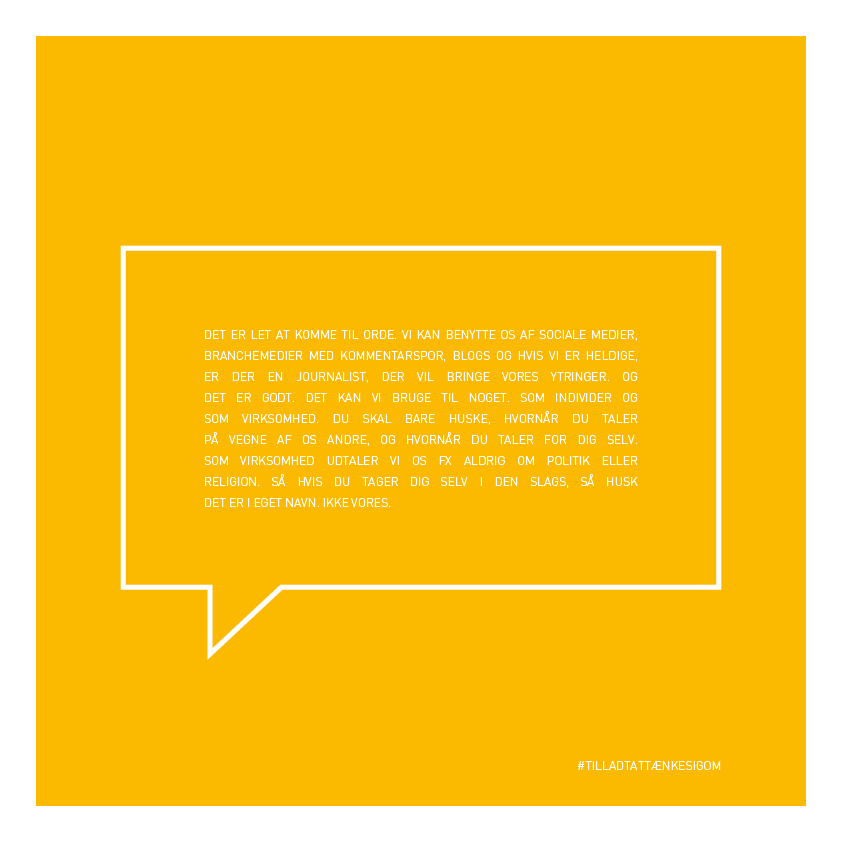 DET ER LET AT KOMME TIL ORDE. VI KAN BENYTTE OS AF SOCIALE MEDIER,
BRANCHEMEDIER MED KOMMENTARSPOR, BLOGS OG HVIS VI ER HELDIGE,
ER DER EN JOURNALIST, DER VIL BRINGE VORES YTRINGER. OG
DET ER GODT. DET KAN VI BRUGE TIL NOGET. SOM INDIVIDER OG
SOM VIRKSOMHED. DU SKAL BARE HUSKE, HVORNÅR DU TALER
PÅ VEGNE AF OS ANDRE, OG HVORNÅR DU TALER FOR DIG SELV.
SOM VIRKSOMHED UDTALER VI OS FX ALDRIG OM POLITIK ELLER
RELIGION. SÅ HVIS DU TAGER DIG SELV I DEN SLAGS, SÅ HUSK
DET ER I EGET NAVN. IKKE VORES.
#TILLADTATTÆNKESIGOM